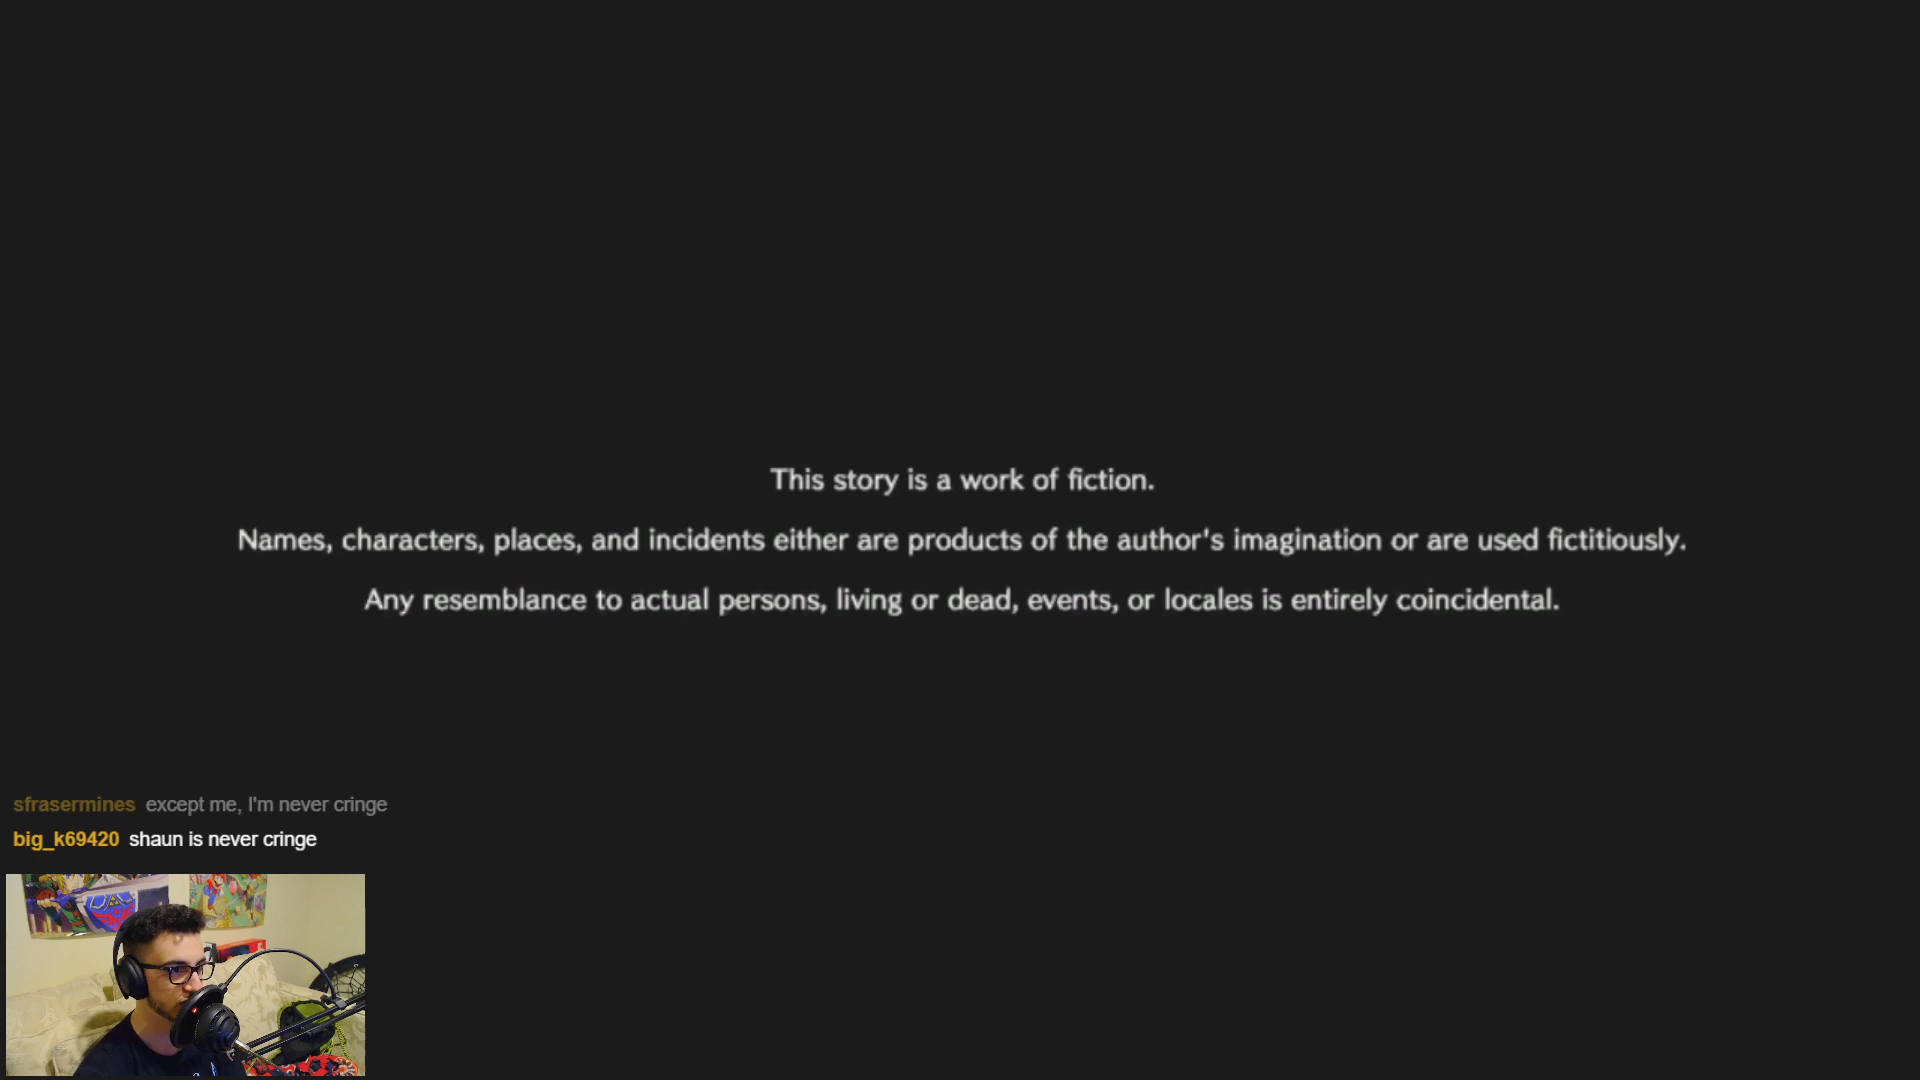 This story is a work of fiction.
Names, characters, places, and incidents either are products of the author's imagination or are used fictitiously.
Any resemblance to actual persons, living or dead, events, or locales is entirely coincidental.
sfrasermines except me, I'm never cringe
big_k69420 shaun is never cringe